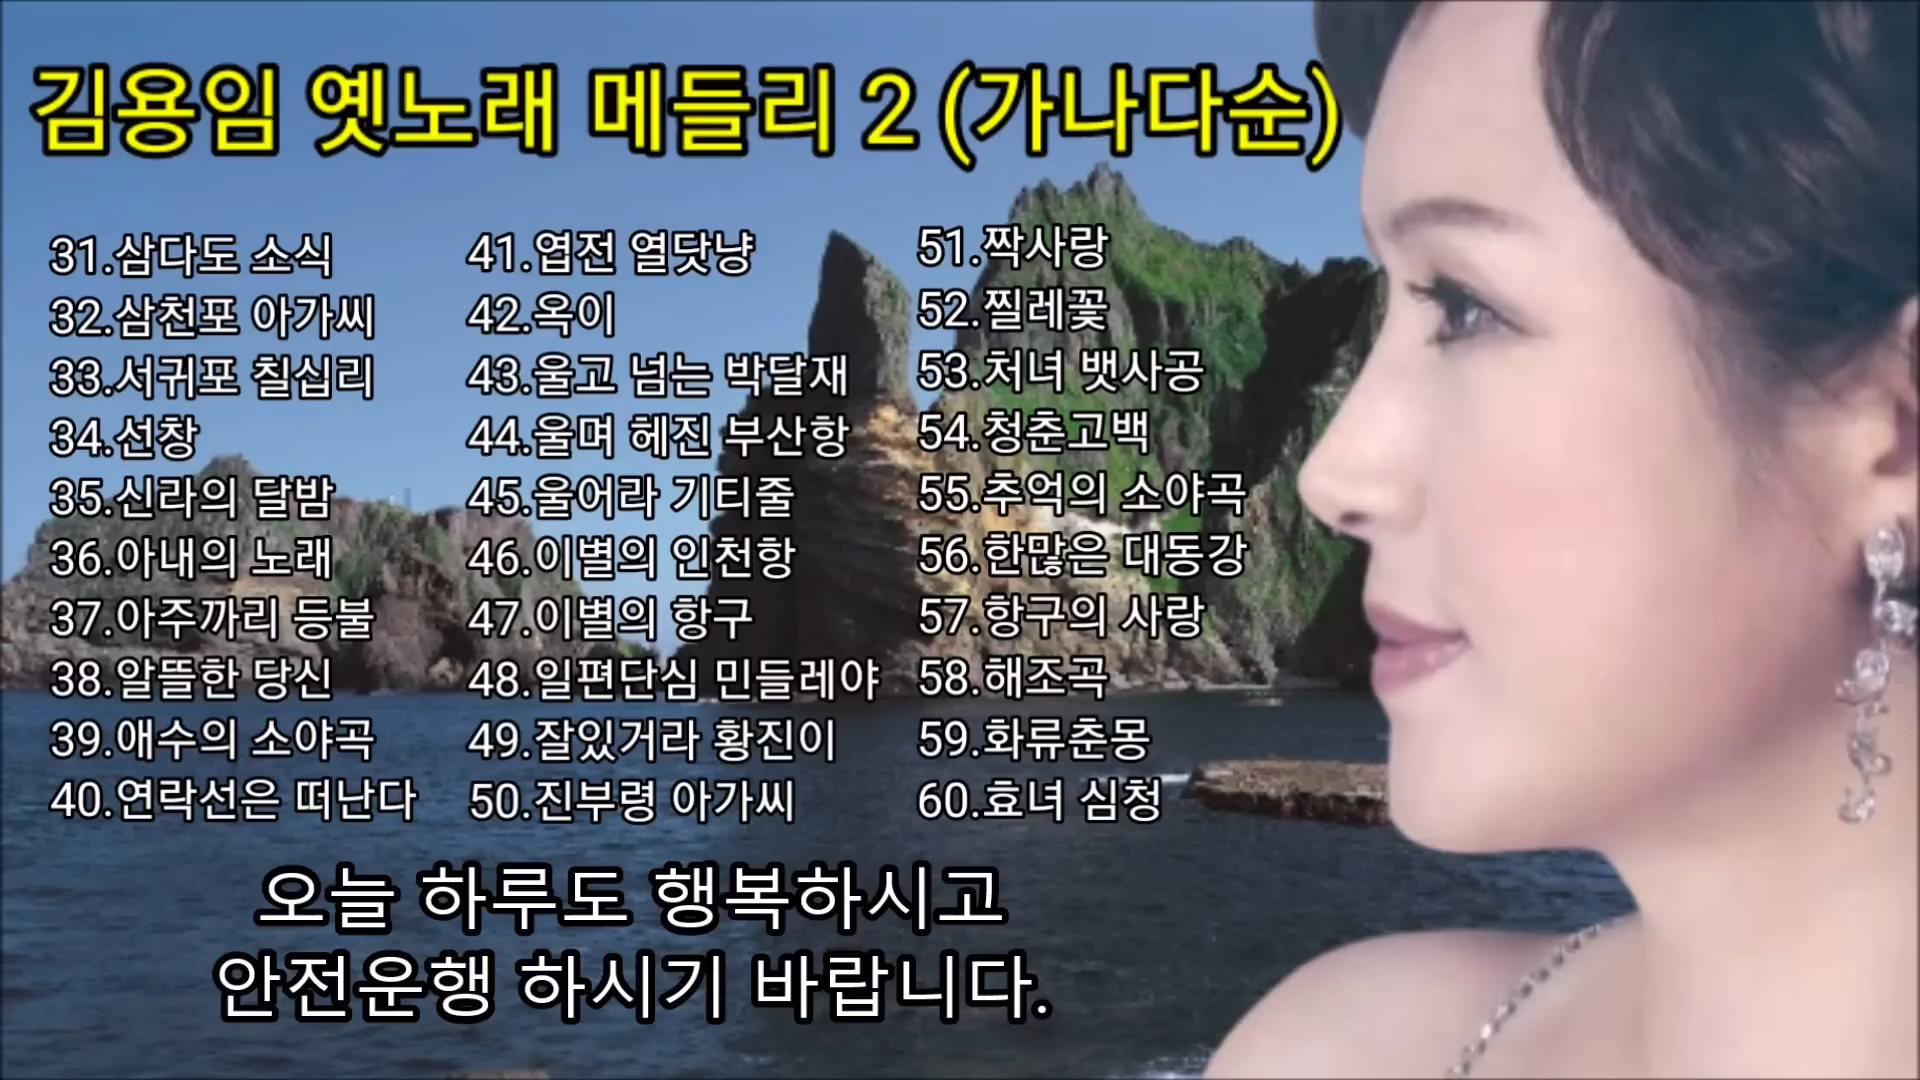 김용임 옛노래 메들리 2 (가나다순)
31.삼다도 소식
32.삼천포 아가씨
33.서귀포 칠십리
34.선창
35.신라의 달밤
36.아내의 노래
37.아주까리 등불
38.알뜰한 당신
39.애수의 소야곡
40.연락선은 떠난다
41.엽전 열닷냥
42.옥이
43.울고 넘는 박달재
44.울며 헤진 부산항
45.울어라 기티줄
46.이별의 인천항
47.이별의 항구
48.일편단심 민들레야
49.잘있거라 황진이
50.진부령 아가씨
51.짝사랑
52.찔레꽃
53.처녀 뱃사공
54.청춘고백
55.추억의 소야곡
56.한많은 대동강
57.항구의 사랑
58.해조곡
59.화류춘몽
60.효녀 심청
오늘 하루도 행복하시고
안전운행 하시기 바랍니다.